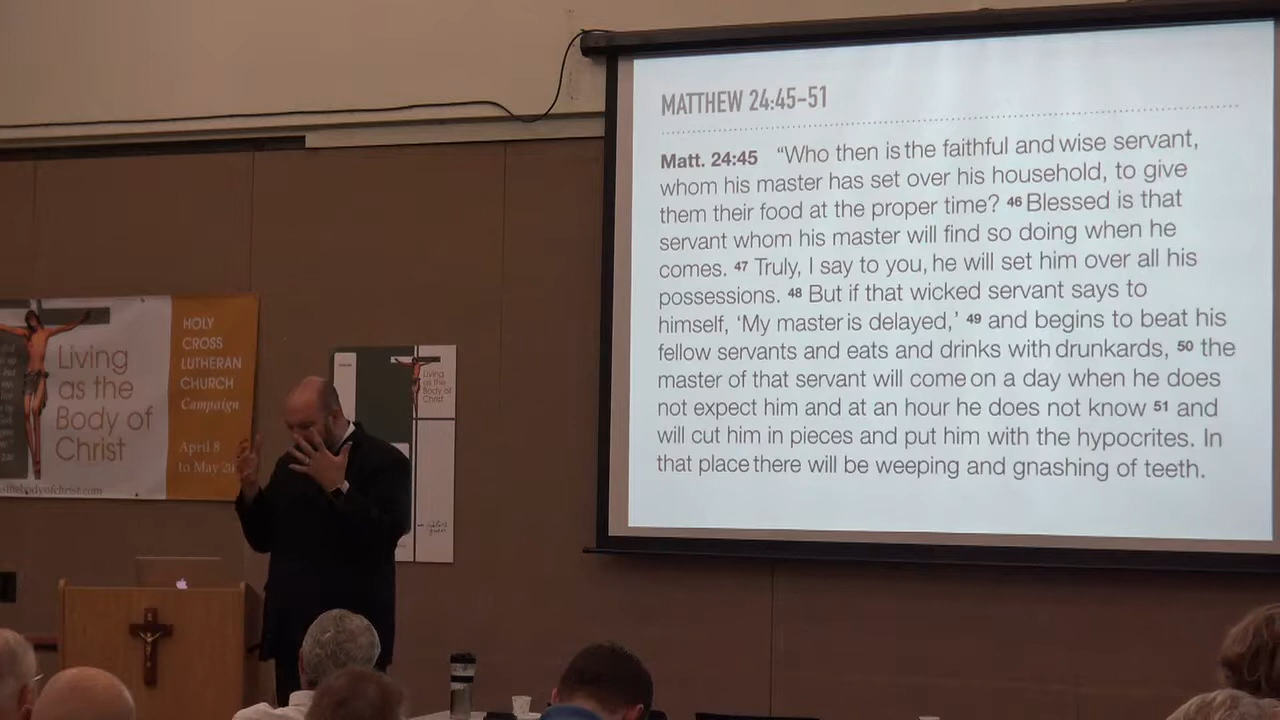 MATTHEW 24:45–51
Matt. 24:45 “Who then is the faithful and wise servant,
whom his master has set over his household, to give
them their food at the proper time? 46 Blessed is that
servant whom his master will find so doing when he
comes. 47 Truly, I say to you, he will set him over all his
possessions. 48 But if that wicked servant says to
himself, ‘My master is delayed,’ 49 and begins to beat his
fellow servants and eats and drinks with drunkards, 50 the
master of that servant will come on a day when he does
not expect him and at an hour he does not know 51 and
will cut him in pieces and put him with the hypocrites. In
that place there will be weeping and gnashing of teeth.
Living
as the
Body of
Christ
HOLY
CROSS
LUTHERAN
CHURCH
Campaign
April 8
to May
Living
as the
Body of
Christ